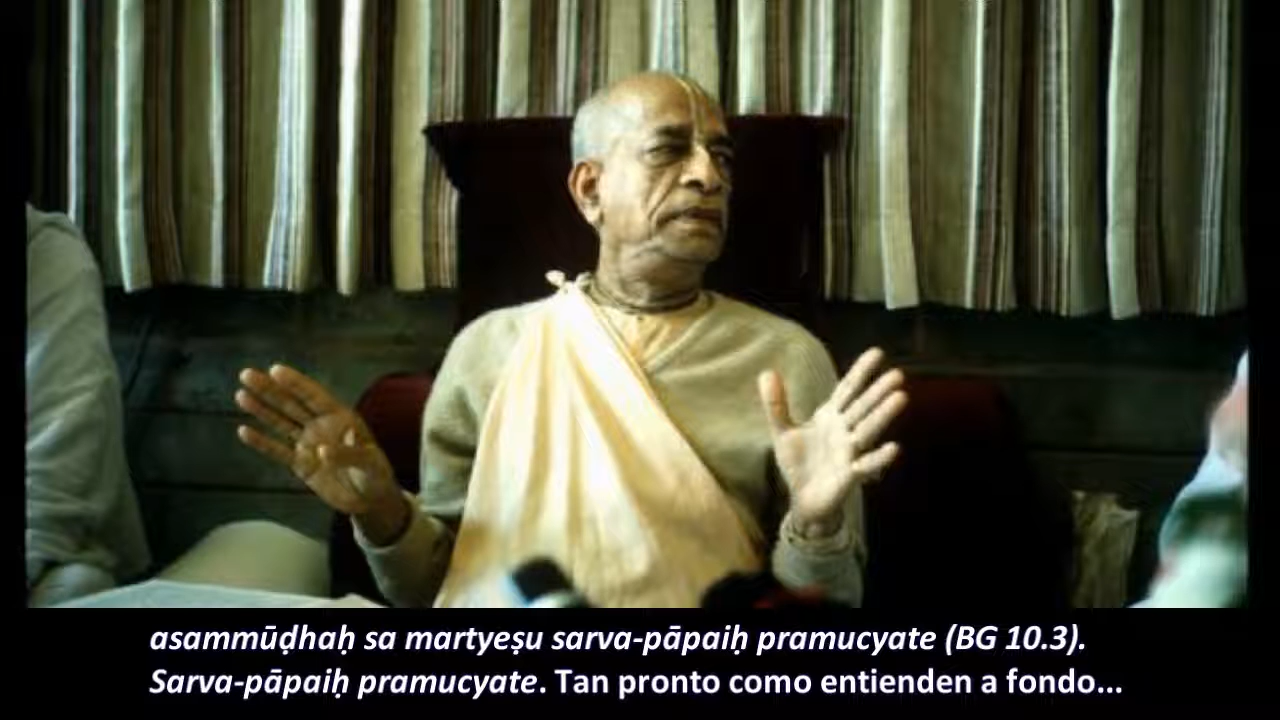 asammūḍhaḥ sa martyeṣu sarva-pāpaiḥ pramucyate (BG 10.3).
Sarva-pāpaiḥ pramucyate. Tan pronto como entienden a fondo...